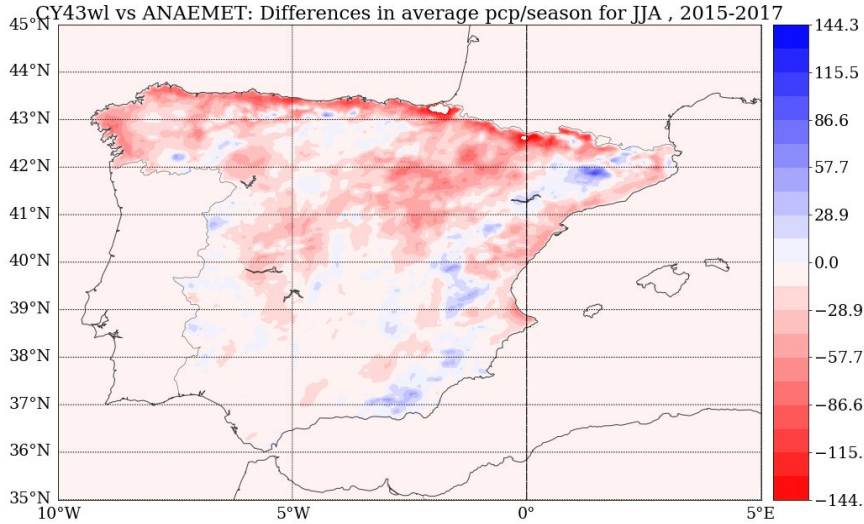 CY43wl vs ANAEMET: Differences in average pcp/season for JJA , 2015-2017
45°N
44°N
43°N
42°N
41°N
40°N
39°N
38°N
37°N
36°N
35°N
10°W
5°W
0°
5°E
144.3
115.5
86.6
57.7
28.9
0.0
−28.9
−57.7
−86.6
−115.
−144.